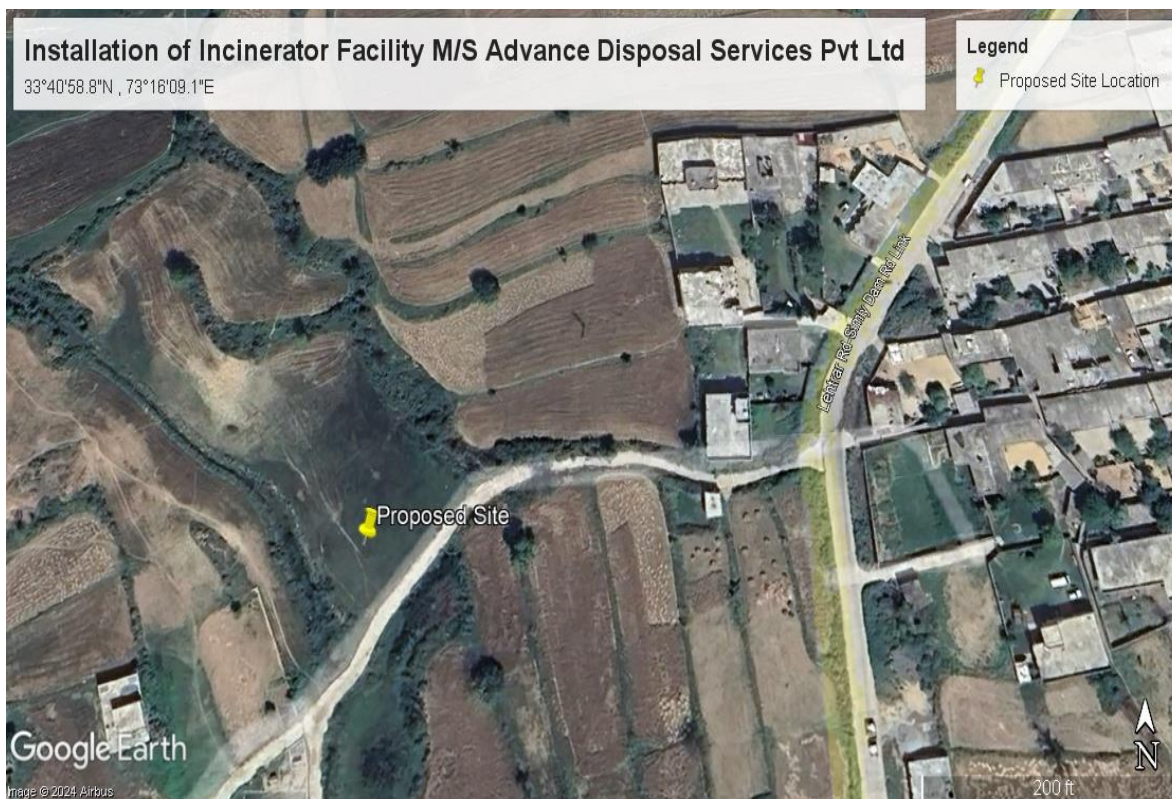 Installation of Incinerator Facility M/S Advance Disposal Services Pvt Ltd
33°40'58.8"N , 73°16'09.1"E
Legend
Proposed Site Location
Lehtrar Rd-Simly Dam Rd Link
Proposed Site
Google Earth
Image © 2024 Airbus
N
200 ft